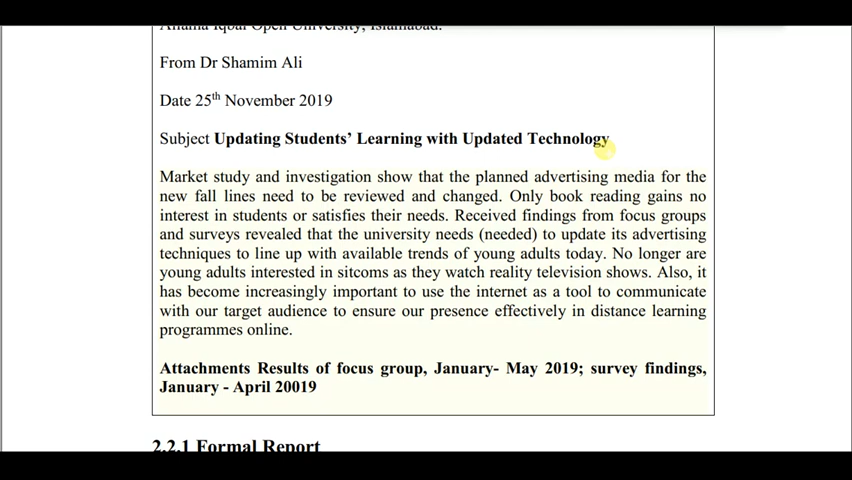 Allama Iqbal Open University, Islamabad.
From Dr Shamim Ali
Date 25th November 2019
Subject Updating Students' Learning with Updated Technology
Market study and investigation show that the planned advertising media for the
new fall lines need to be reviewed and changed. Only book reading gains no
interest in students or satisfies their needs. Received findings from focus groups
and surveys revealed that the university needs (needed) to update its advertising
techniques to line up with available trends of young adults today. No longer are
young adults interested in sitcoms as they watch reality television shows. Also, it
has become increasingly important to use the internet as a tool to communicate
with our target audience to ensure our presence effectively in distance learning
programmes online.
Attachments Results of focus group, January- May 2019; survey findings,
January - April 20019
2.2.1 Formal Report